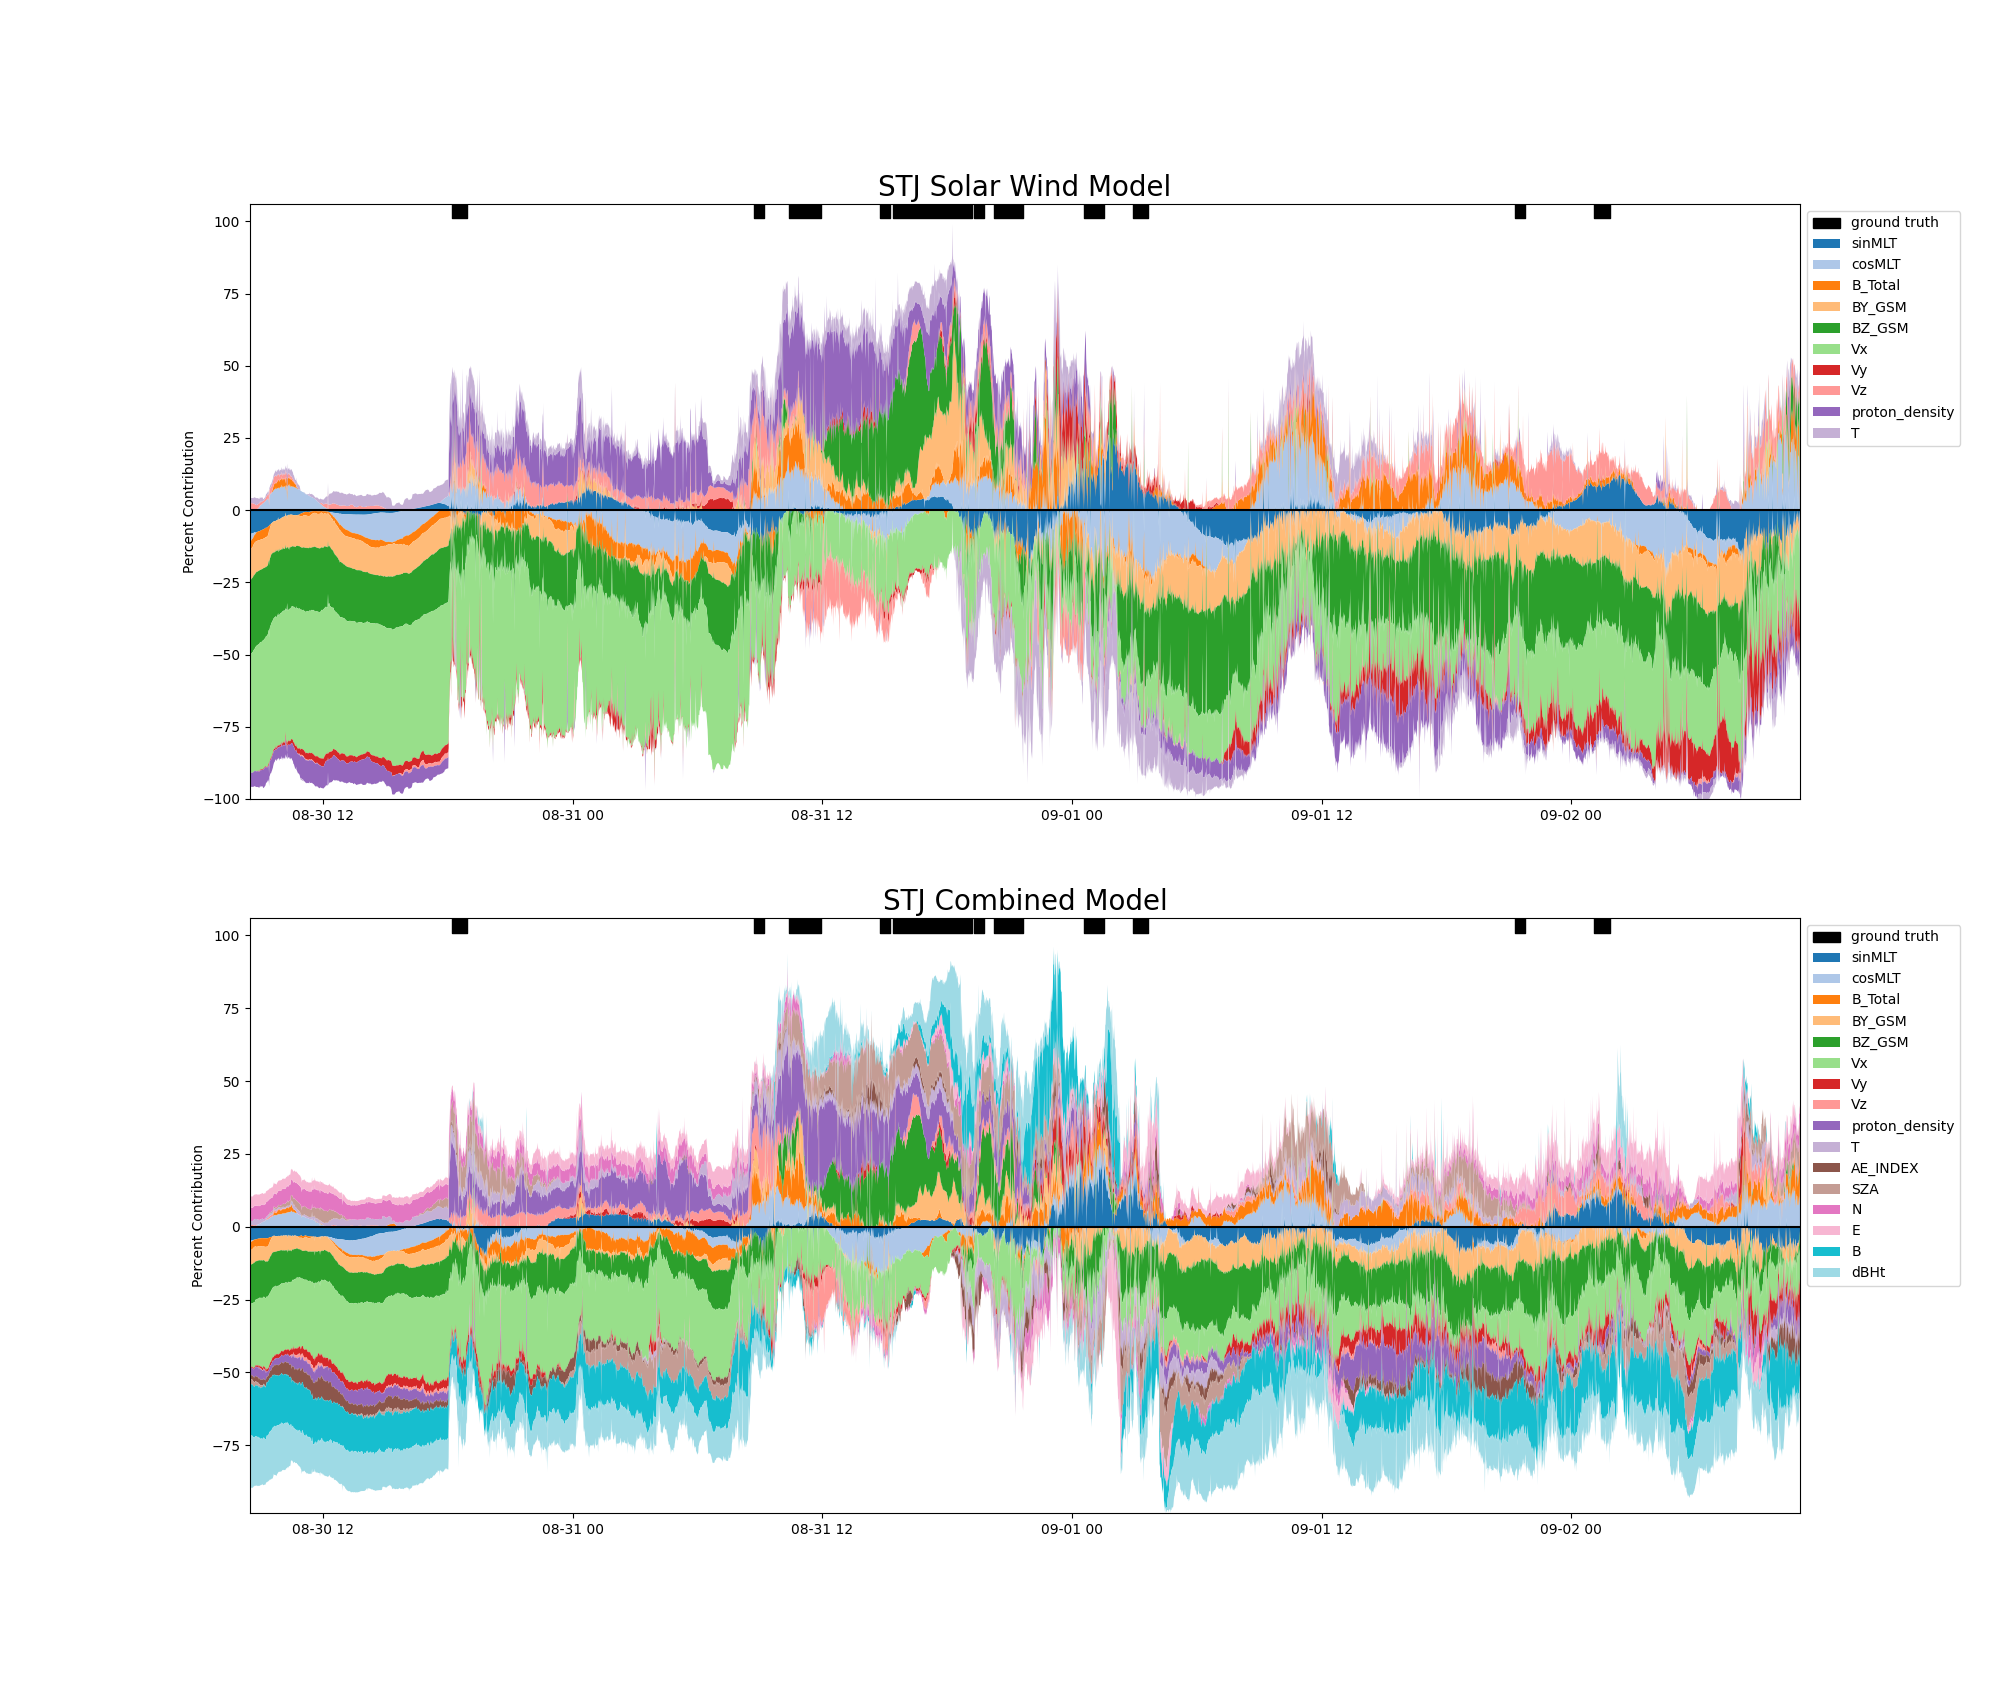 STJ Solar Wind Model
Percent Contribution
100
75
50
25
0
−25
−50
−75
−100
08-30 12
08-31 00
08-31 12
09-01 00
09-01 12
09-02 00
ground truth
sinMLT
cosMLT
B_Total
BY_GSM
BZ_GSM
Vx
Vy
Vz
proton_density
T
STJ Combined Model
Percent Contribution
100
75
50
25
0
−25
−50
−75
08-30 12
08-31 00
08-31 12
09-01 00
09-01 12
09-02 00
ground truth
sinMLT
cosMLT
B_Total
BY_GSM
BZ_GSM
Vx
Vy
Vz
proton_density
T
AE_INDEX
SZA
N
E
B
dBHt